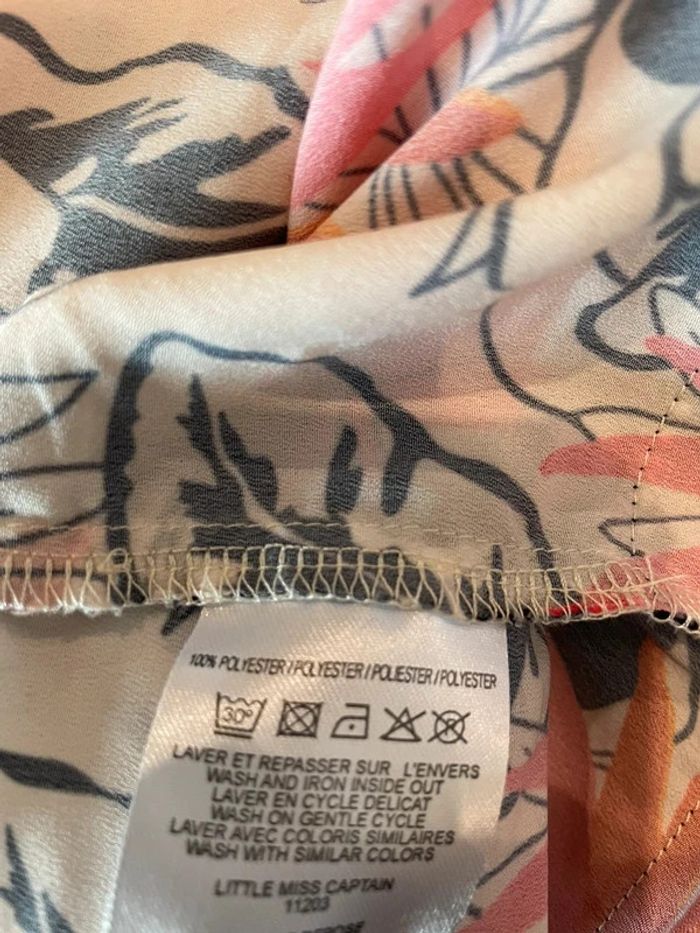 100% POLYESTER / POLYESTER / POLIESTER / POLYESTER
30°
LAVER ET REPASSER SUR L'ENVERS
WASH AND IRON INSIDE OUT
LAVER EN CYCLE DELICAT
WASH ON GENTLE CYCLE
LAVER AVEC COLORIS SIMILAIRES
WASH WITH SIMILAR COLORS
LITTLE MISS CAPTAIN
11203